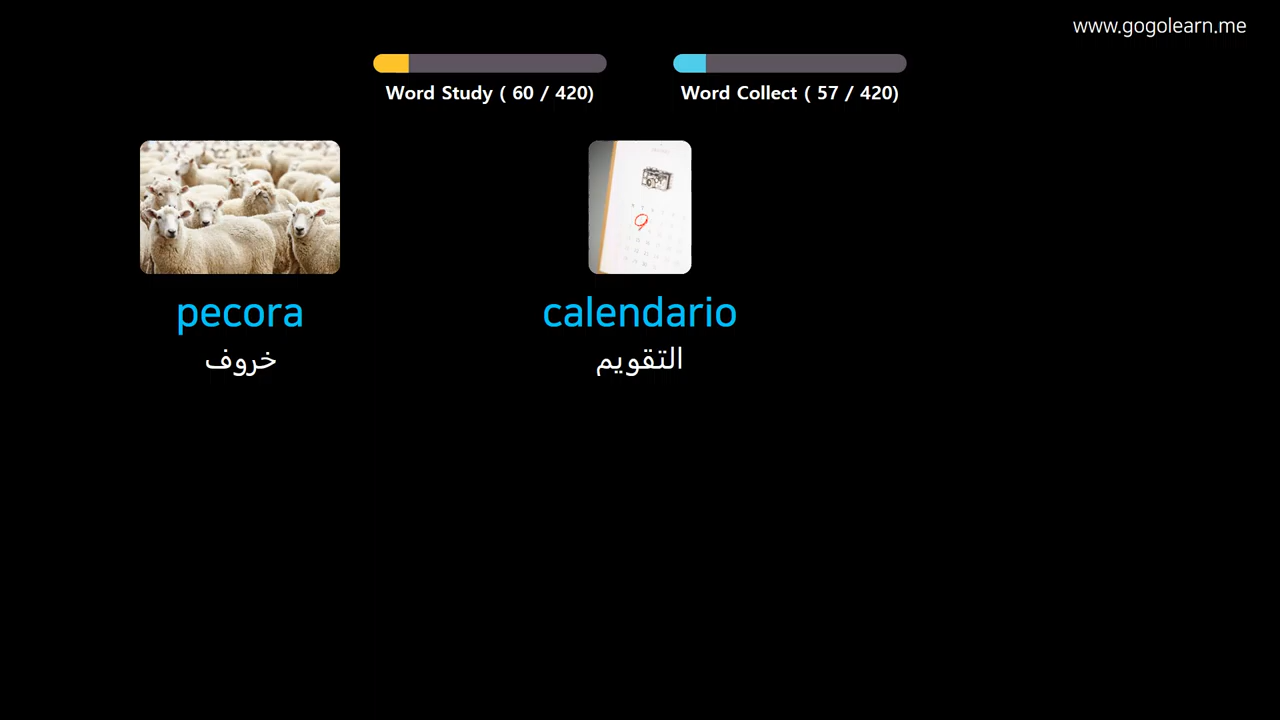 www.gogolearn.me
Word Study ( 60 / 420)
Word Collect ( 57 / 420)
pecora
خروف
calendario
التقويم